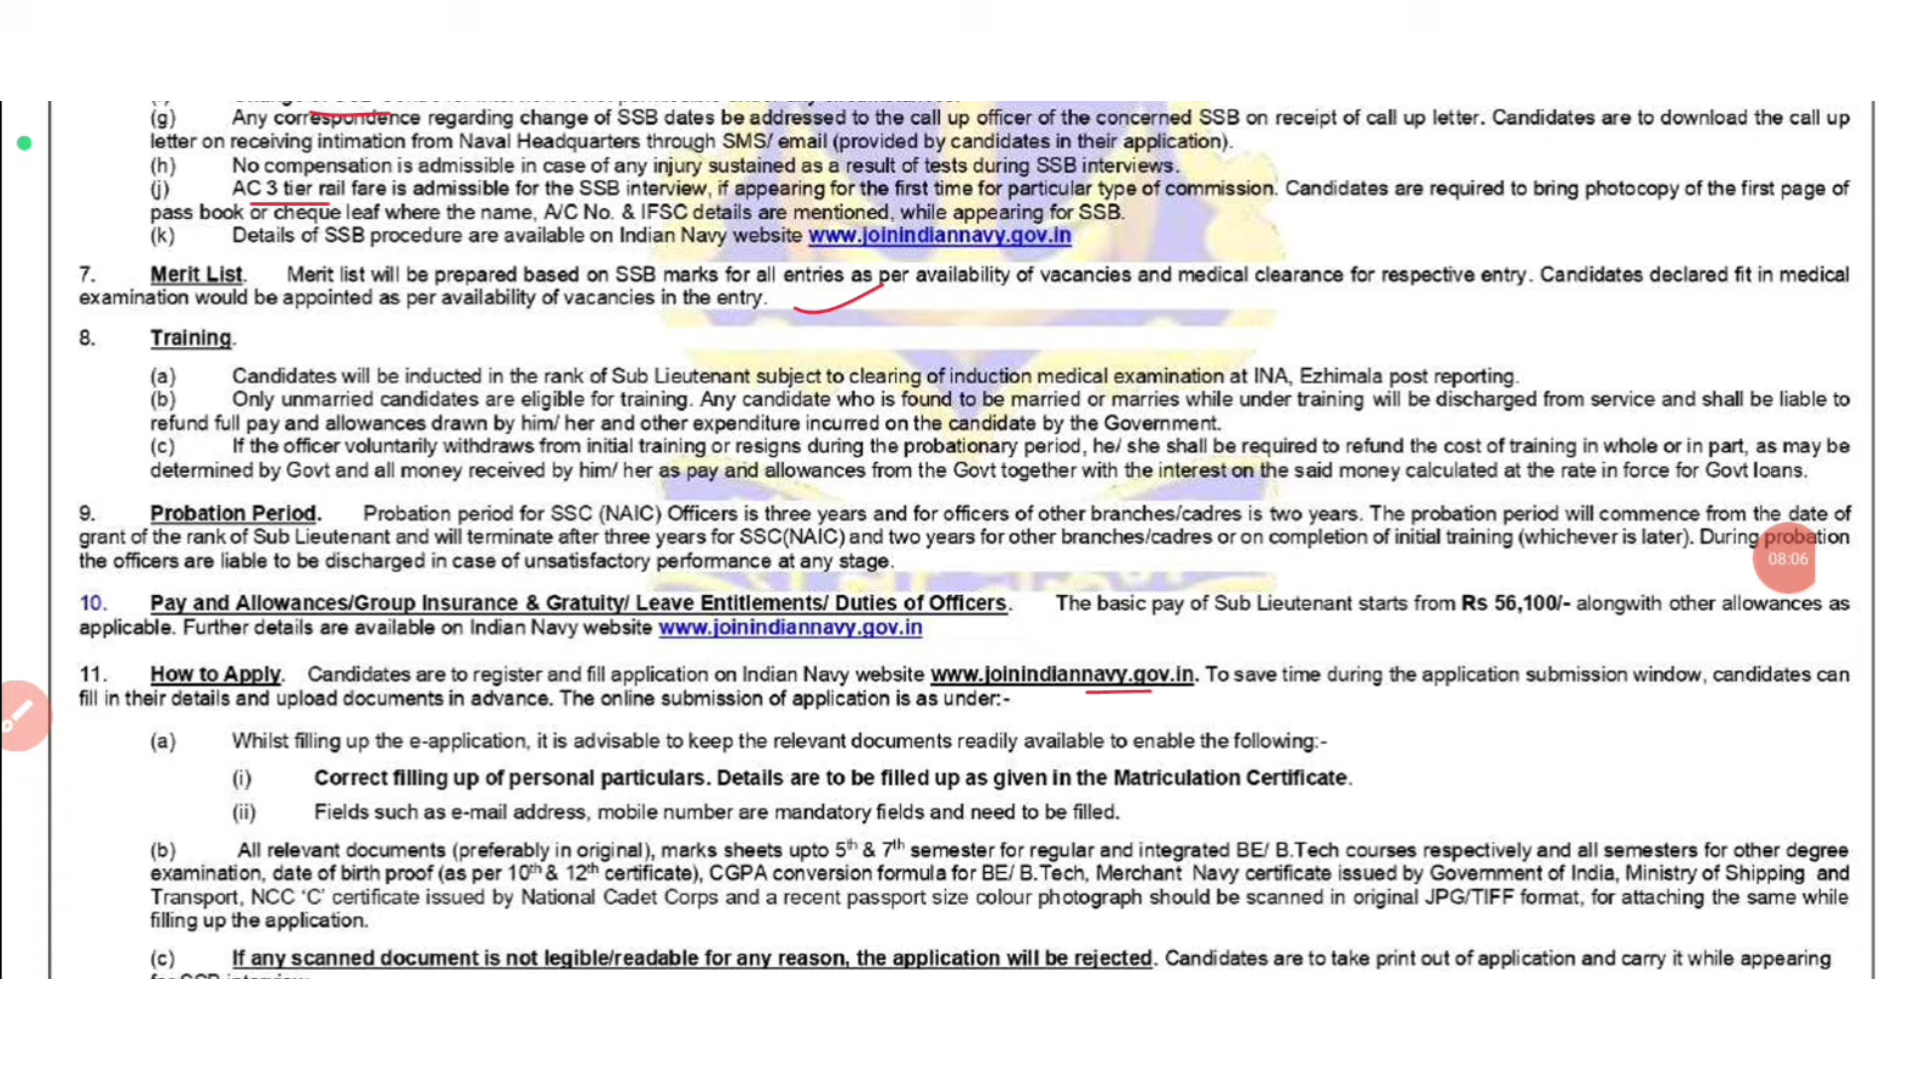 (g) Any correspondence regarding change of SSB dates be addressed to the call up officer of the concerned SSB on receipt of call up letter. Candidates are to download the call up
letter on receiving intimation from Naval Headquarters through SMS/ email (provided by candidates in their application).
(h) No compensation is admissible in case of any injury sustained as a result of tests during SSB interviews.
(j) AC 3 tier rail fare is admissible for the SSB interview, if appearing for the first time for particular type of commission. Candidates are required to bring photocopy of the first page of
pass book or cheque leaf where the name, A/C No. & IFSC details are mentioned, while appearing for SSB.
(k) Details of SSB procedure are available on Indian Navy website www.joinindiannavy.gov.in
7. Merit List. Merit list will be prepared based on SSB marks for all entries as per availability of vacancies and medical clearance for respective entry. Candidates declared fit in medical
examination would be appointed as per availability of vacancies in the entry.
8. Training.
(a) Candidates will be inducted in the rank of Sub Lieutenant subject to clearing of induction medical examination at INA, Ezhimala post reporting.
(b) Only unmarried candidates are eligible for training. Any candidate who is found to be married or marries while under training will be discharged from service and shall be liable to
refund full pay and allowances drawn by him/ her and other expenditure incurred on the candidate by the Government.
(c) If the officer voluntarily withdraws from initial training or resigns during the probationary period, he/ she shall be required to refund the cost of training in whole or in part, as may be
determined by Govt and all money received by him/ her as pay and allowances from the Govt together with the interest on the said money calculated at the rate in force for Govt loans.
9. Probation Period. Probation period for SSC (NAIC) Officers is three years and for officers of other branches/cadres is two years. The probation period will commence from the date of
grant of the rank of Sub Lieutenant and will terminate after three years for SSC(NAIC) and two years for other branches/cadres or on completion of initial training (whichever is later). During probation
the officers are liable to be discharged in case of unsatisfactory performance at any stage.
08:06
10. Pay and Allowances/Group Insurance & Gratuity/ Leave Entitlements/ Duties of Officers. The basic pay of Sub Lieutenant starts from Rs 56,100/- alongwith other allowances as
applicable. Further details are available on Indian Navy website www.joinindiannavy.gov.in
11. How to Apply. Candidates are to register and fill application on Indian Navy website www.joinindiannavy.gov.in. To save time during the application submission window, candidates can
fill in their details and upload documents in advance. The online submission of application is as under:-
(a) Whilst filling up the e-application, it is advisable to keep the relevant documents readily available to enable the following:-
(i) Correct filling up of personal particulars. Details are to be filled up as given in the Matriculation Certificate.
(ii) Fields such as e-mail address, mobile number are mandatory fields and need to be filled.
(b) All relevant documents (preferably in original), marks sheets upto 5th & 7th semester for regular and integrated BE/ B.Tech courses respectively and all semesters for other degree
examination, date of birth proof (as per 10th & 12th certificate), CGPA conversion formula for BE/ B.Tech, Merchant Navy certificate issued by Government of India, Ministry of Shipping and
Transport, NCC 'C' certificate issued by National Cadet Corps and a recent passport size colour photograph should be scanned in original JPG/TIFF format, for attaching the same while
filling up the application.
(c) If any scanned document is not legible/readable for any reason, the application will be rejected. Candidates are to take print out of application and carry it while appearing